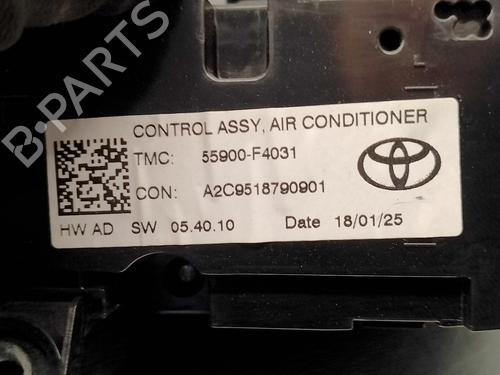 CONTROL ASSY, AIR CONDITIONER
TMC: 55900-F4031
CON: A2C9518790901
HW AD SW 05.40.10 Date 18/01/25
B-PARTS